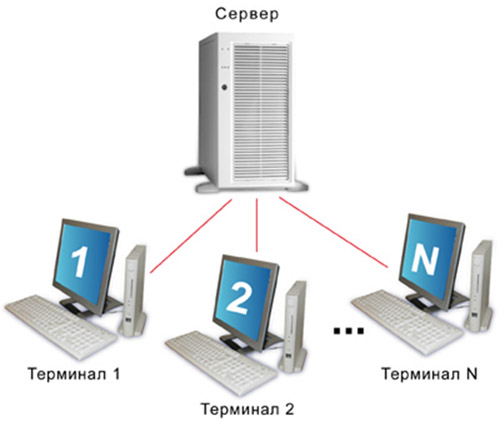 Сервер
1
2
N
...
Терминал 1
Терминал 2
Терминал N